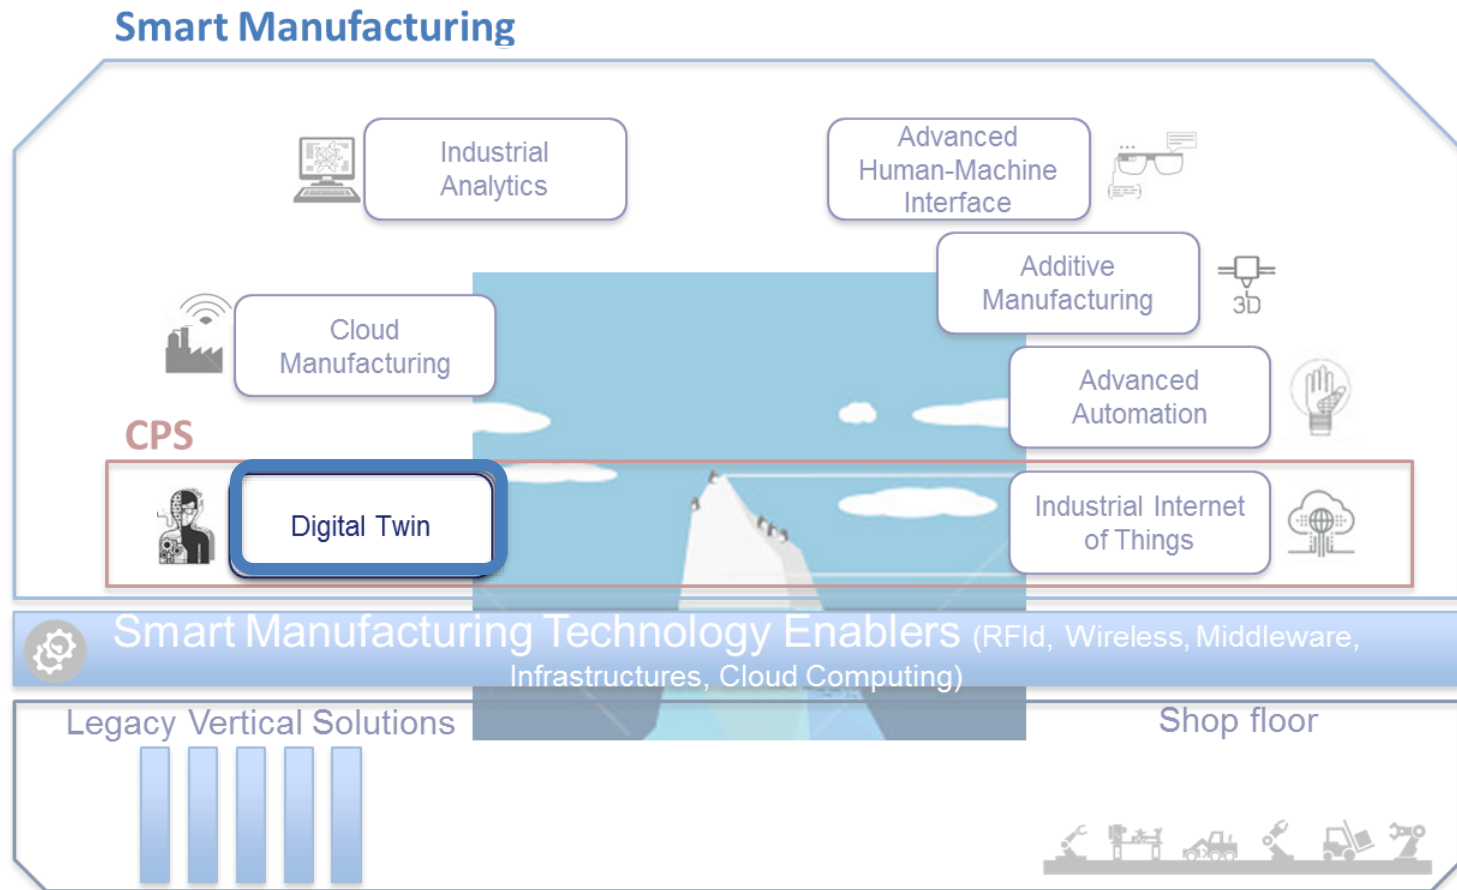 Smart Manufacturing
Industrial
Analytics
Advanced
Human-Machine
Interface
Additive
Manufacturing
3D
Cloud
Manufacturing
Advanced
Automation
CPS
Digital Twin
Industrial Internet
of Things
Smart Manufacturing Technology Enablers (RFId, Wireless, Middleware,
Infrastructures, Cloud Computing)
Legacy Vertical Solutions
Shop floor